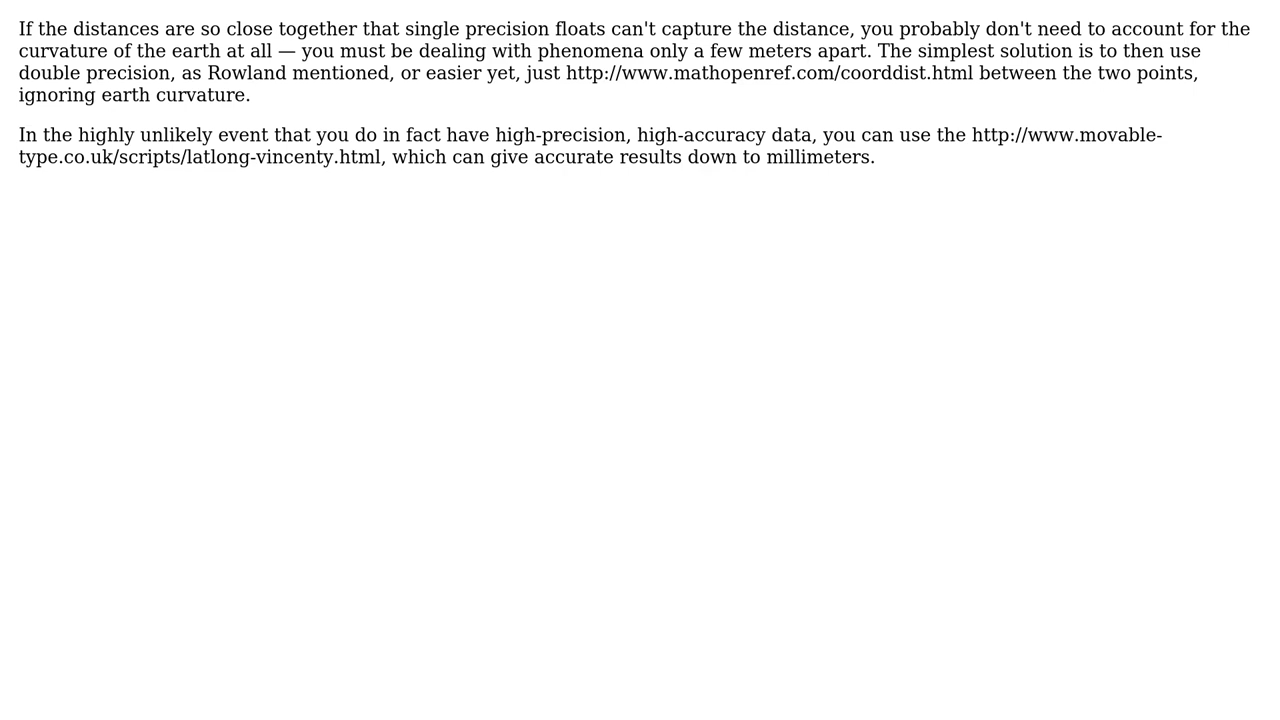 If the distances are so close together that single precision floats can't capture the distance, you probably don't need to account for the
curvature of the earth at all — you must be dealing with phenomena only a few meters apart. The simplest solution is to then use
double precision, as Rowland mentioned, or easier yet, just http://www.mathopenref.com/coorddist.html between the two points,
ignoring earth curvature.
In the highly unlikely event that you do in fact have high-precision, high-accuracy data, you can use the http://www.movable-
type.co.uk/scripts/latlong-vincenty.html, which can give accurate results down to millimeters.